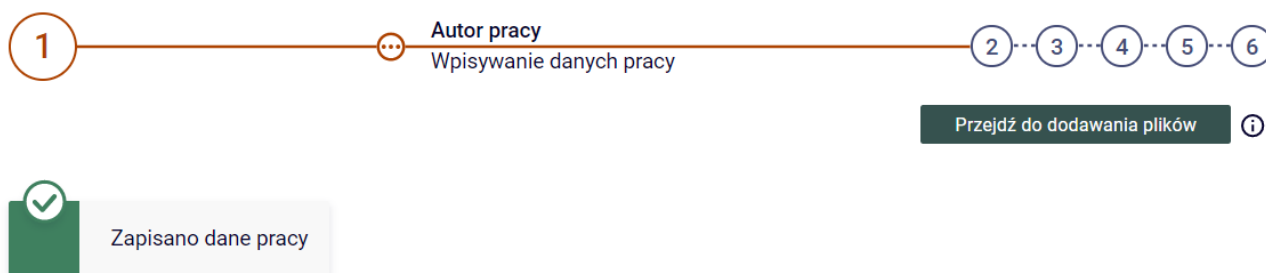 1
Autor pracy
Wpisywanie danych pracy
2 3 4 5 6
Przejdź do dodawania plików
Zapisano dane pracy